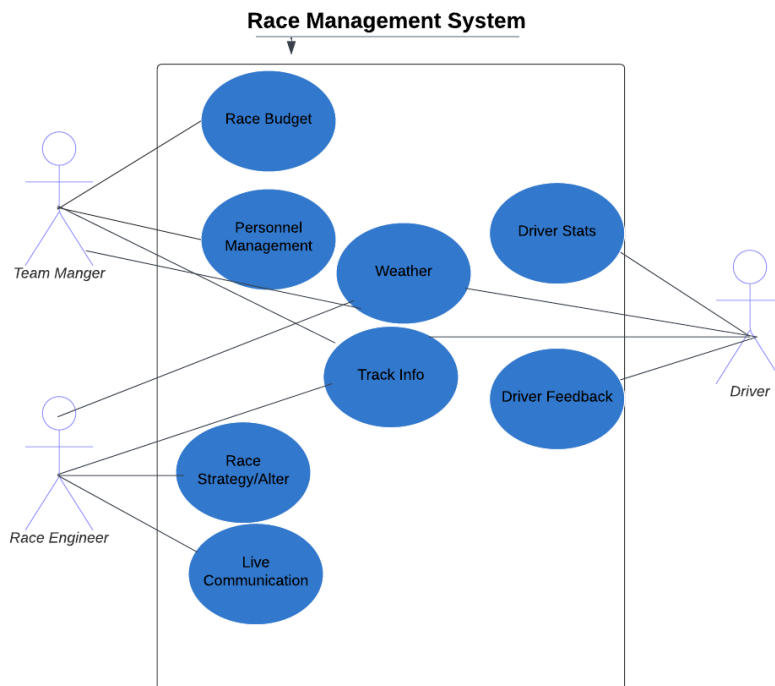 Race Management System
Race Budget
Personnel
Management
Driver Stats
Weather
Team Manger
Track Info
Driver Feedback
Driver
Race
Strategy/Alter
Race Engineer
Live
Communication